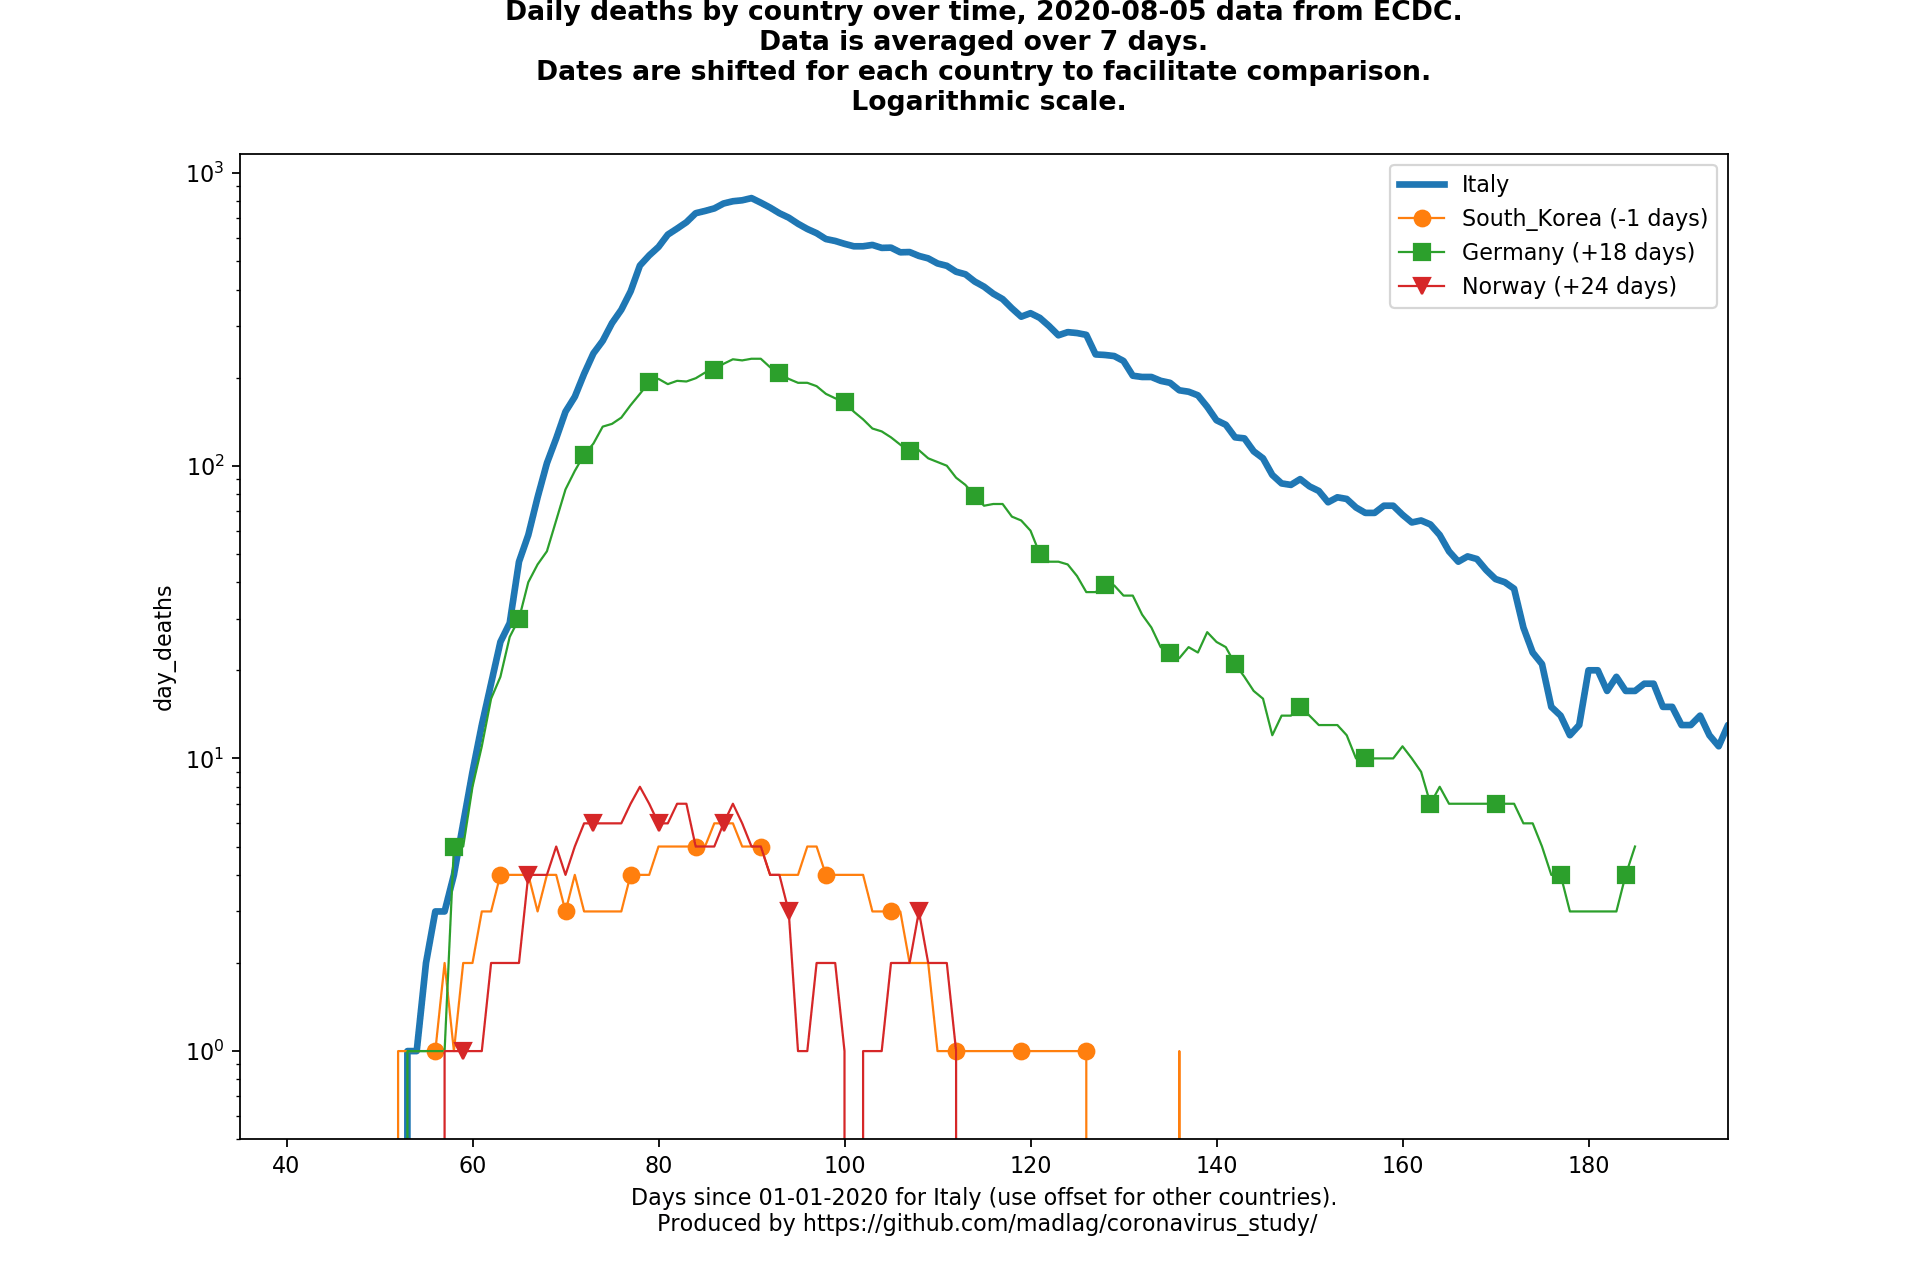 Daily deaths by country over time, 2020-08-05 data from ECDC.
Data is averaged over 7 days.
Dates are shifted for each country to facilitate comparison.
Logarithmic scale.
10³
10²
10¹
10⁰
day_deaths
Italy
South_Korea (-1 days)
Germany (+18 days)
Norway (+24 days)
40 60 80 100 120 140 160 180
Days since 01-01-2020 for Italy (use offset for other countries).
Produced by https://github.com/madlag/coronavirus_study/